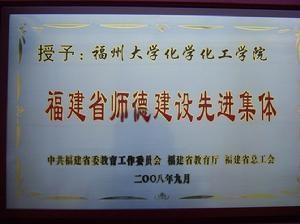 授予：福州大学化学化工学院
福建省师德建设先进集体
中共福建省委教育工作委员会 福建省教育厅 福建省总工会
二〇〇八年九月